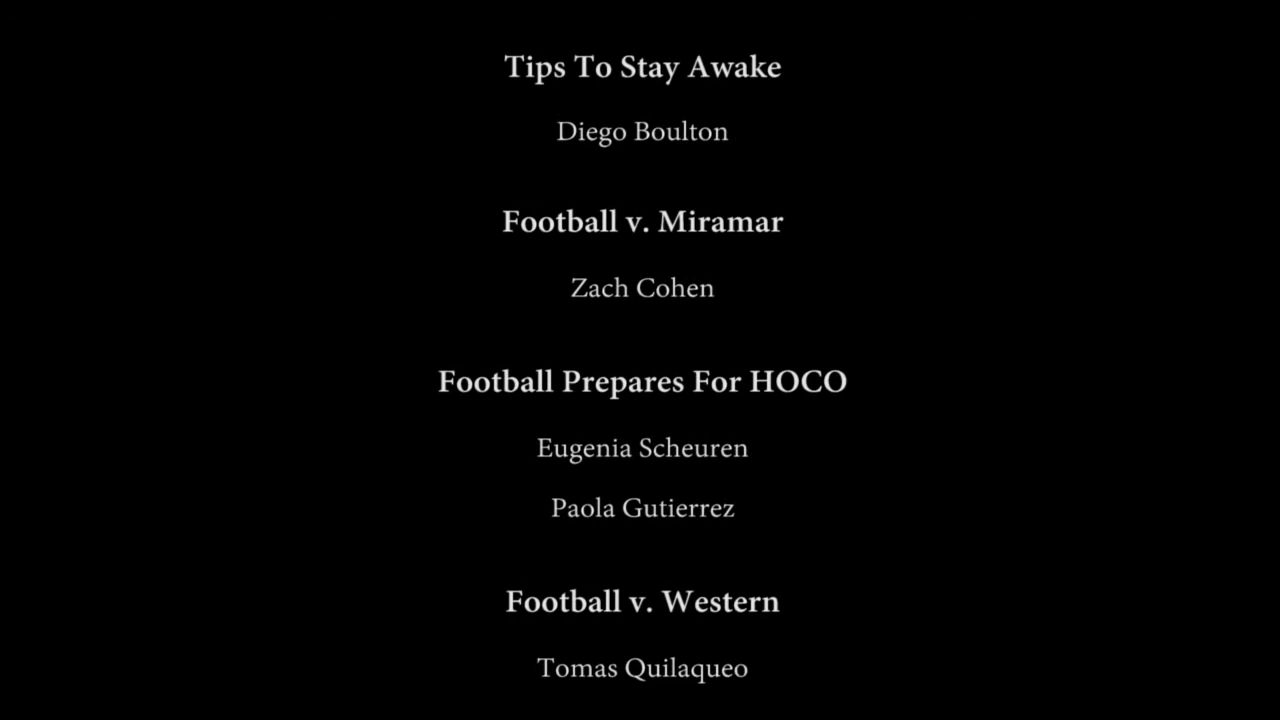 Tips To Stay Awake
Diego Boulton
Football v. Miramar
Zach Cohen
Football Prepares For HOCO
Eugenia Scheuren
Paola Gutierrez
Football v. Western
Tomas Quilaqueo